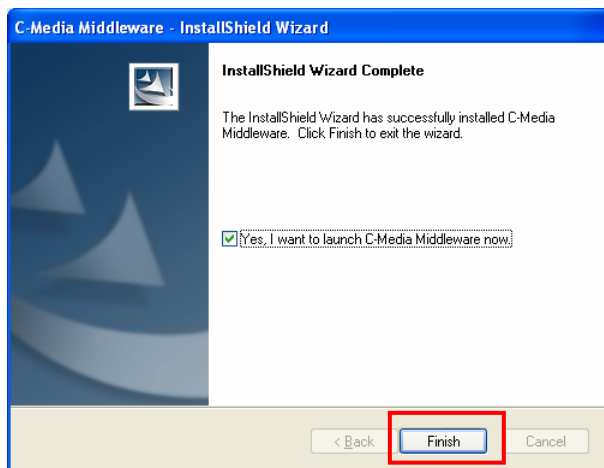 C-Media Middleware - InstallShield Wizard
InstallShield Wizard Complete
The InstallShield Wizard has successfully installed C-Media
Middleware. Click Finish to exit the wizard.
Yes, I want to launch C-Media Middleware now.
< Back
Finish
Cancel